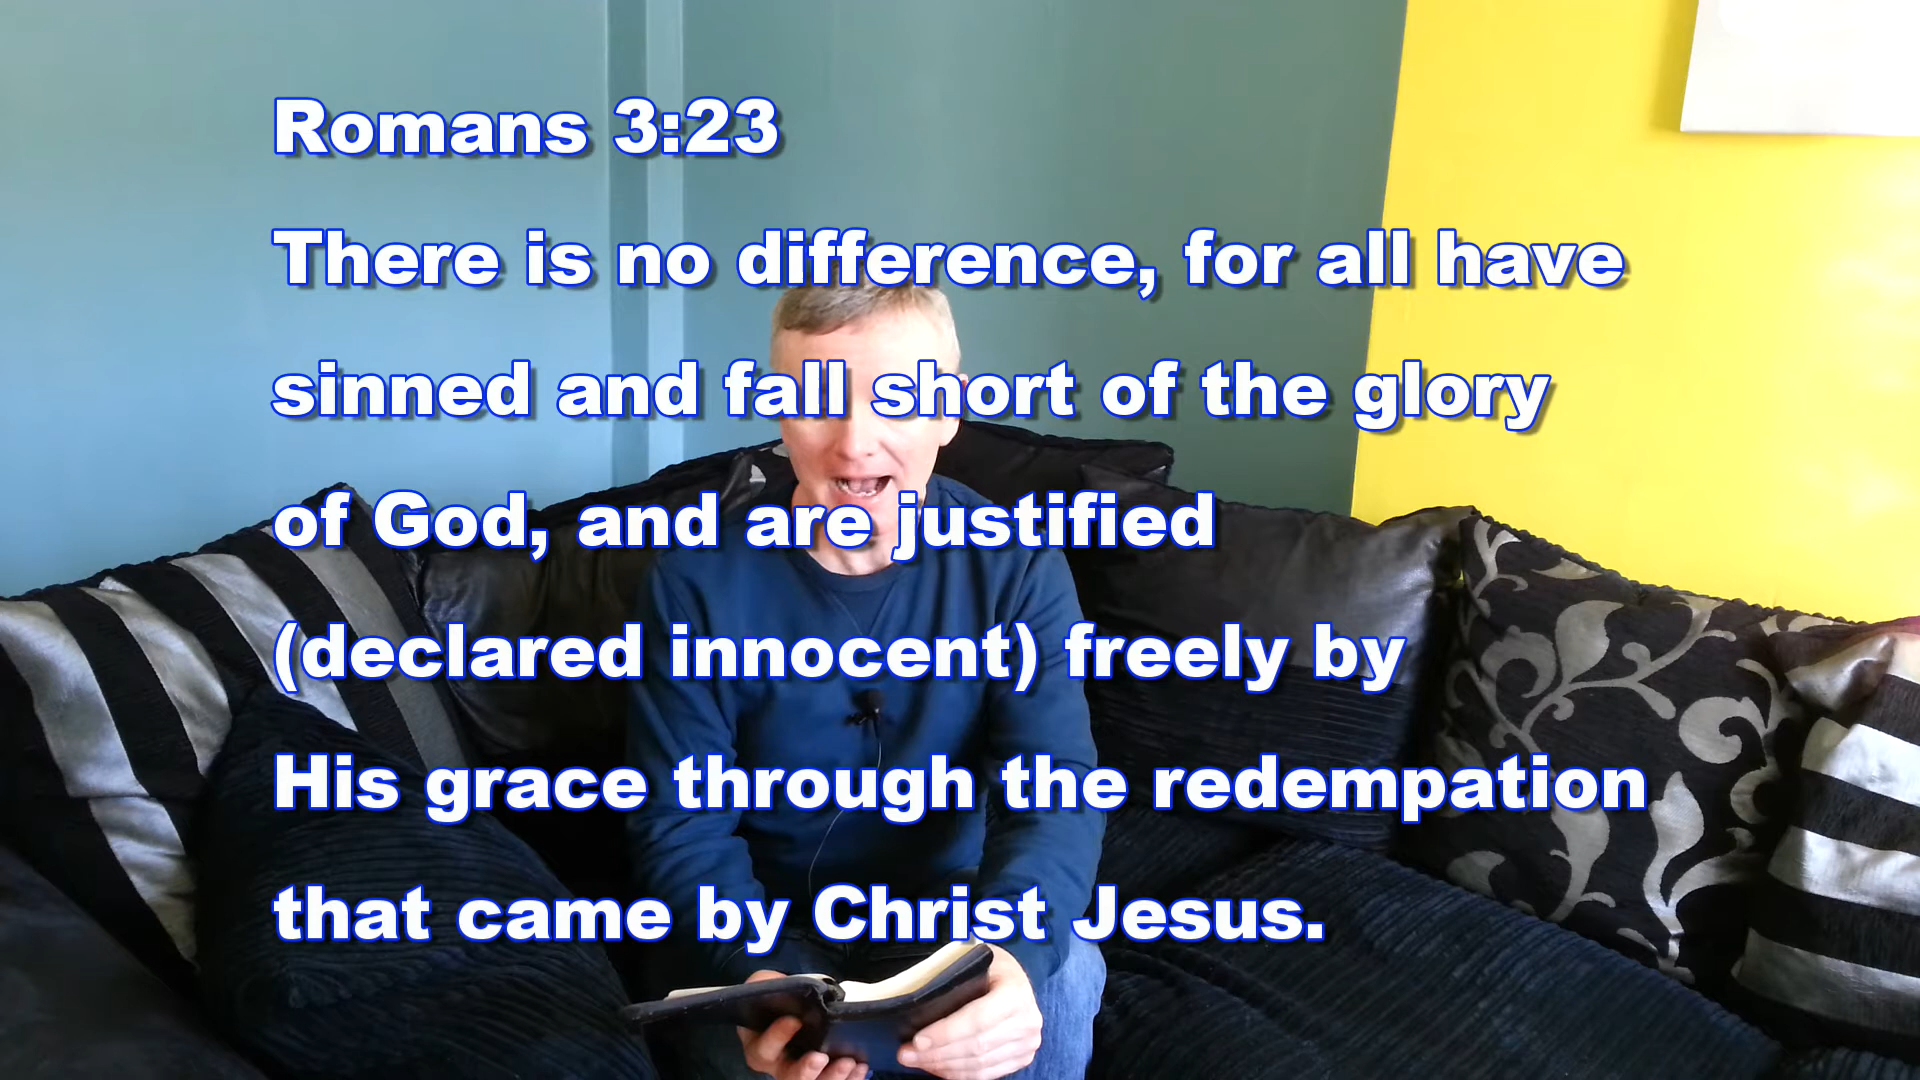 Romans 3:23
There is no difference, for all have
sinned and fall short of the glory
of God, and are justified
(declared innocent) freely by
His grace through the redempation
that came by Christ Jesus.